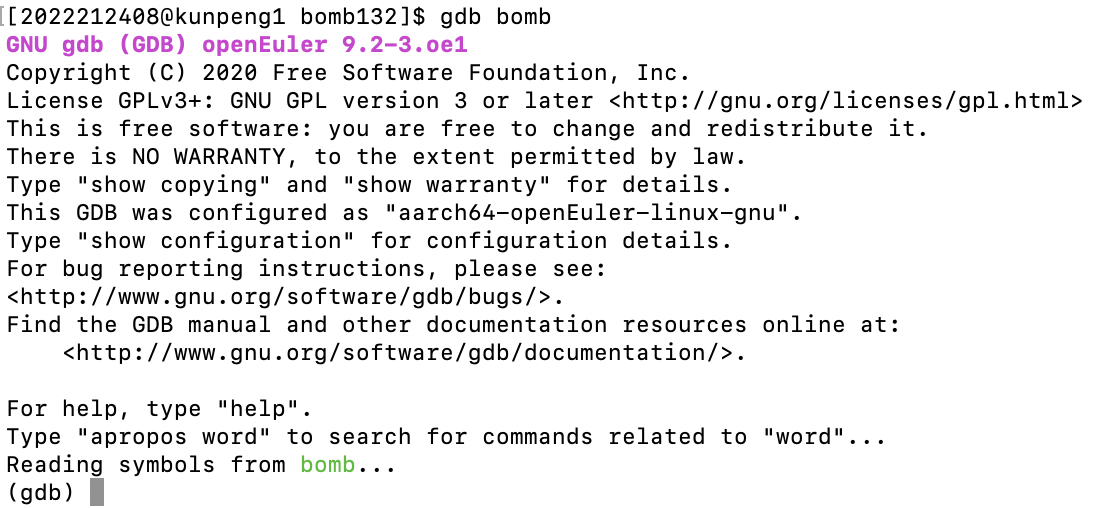 [[2022212408@kunpeng1 bomb132]$ gdb bomb
GNU gdb (GDB) openEuler 9.2-3.oe1
Copyright (C) 2020 Free Software Foundation, Inc.
License GPLv3+: GNU GPL version 3 or later <http://gnu.org/licenses/gpl.html>
This is free software: you are free to change and redistribute it.
There is NO WARRANTY, to the extent permitted by law.
Type "show copying" and "show warranty" for details.
This GDB was configured as "aarch64-openEuler-linux-gnu".
Type "show configuration" for configuration details.
For bug reporting instructions, please see:
<http://www.gnu.org/software/gdb/bugs/>.
Find the GDB manual and other documentation resources online at:
    <http://www.gnu.org/software/gdb/documentation/>.

For help, type "help".
Type "apropos word" to search for commands related to "word"...
Reading symbols from bomb...
(gdb)